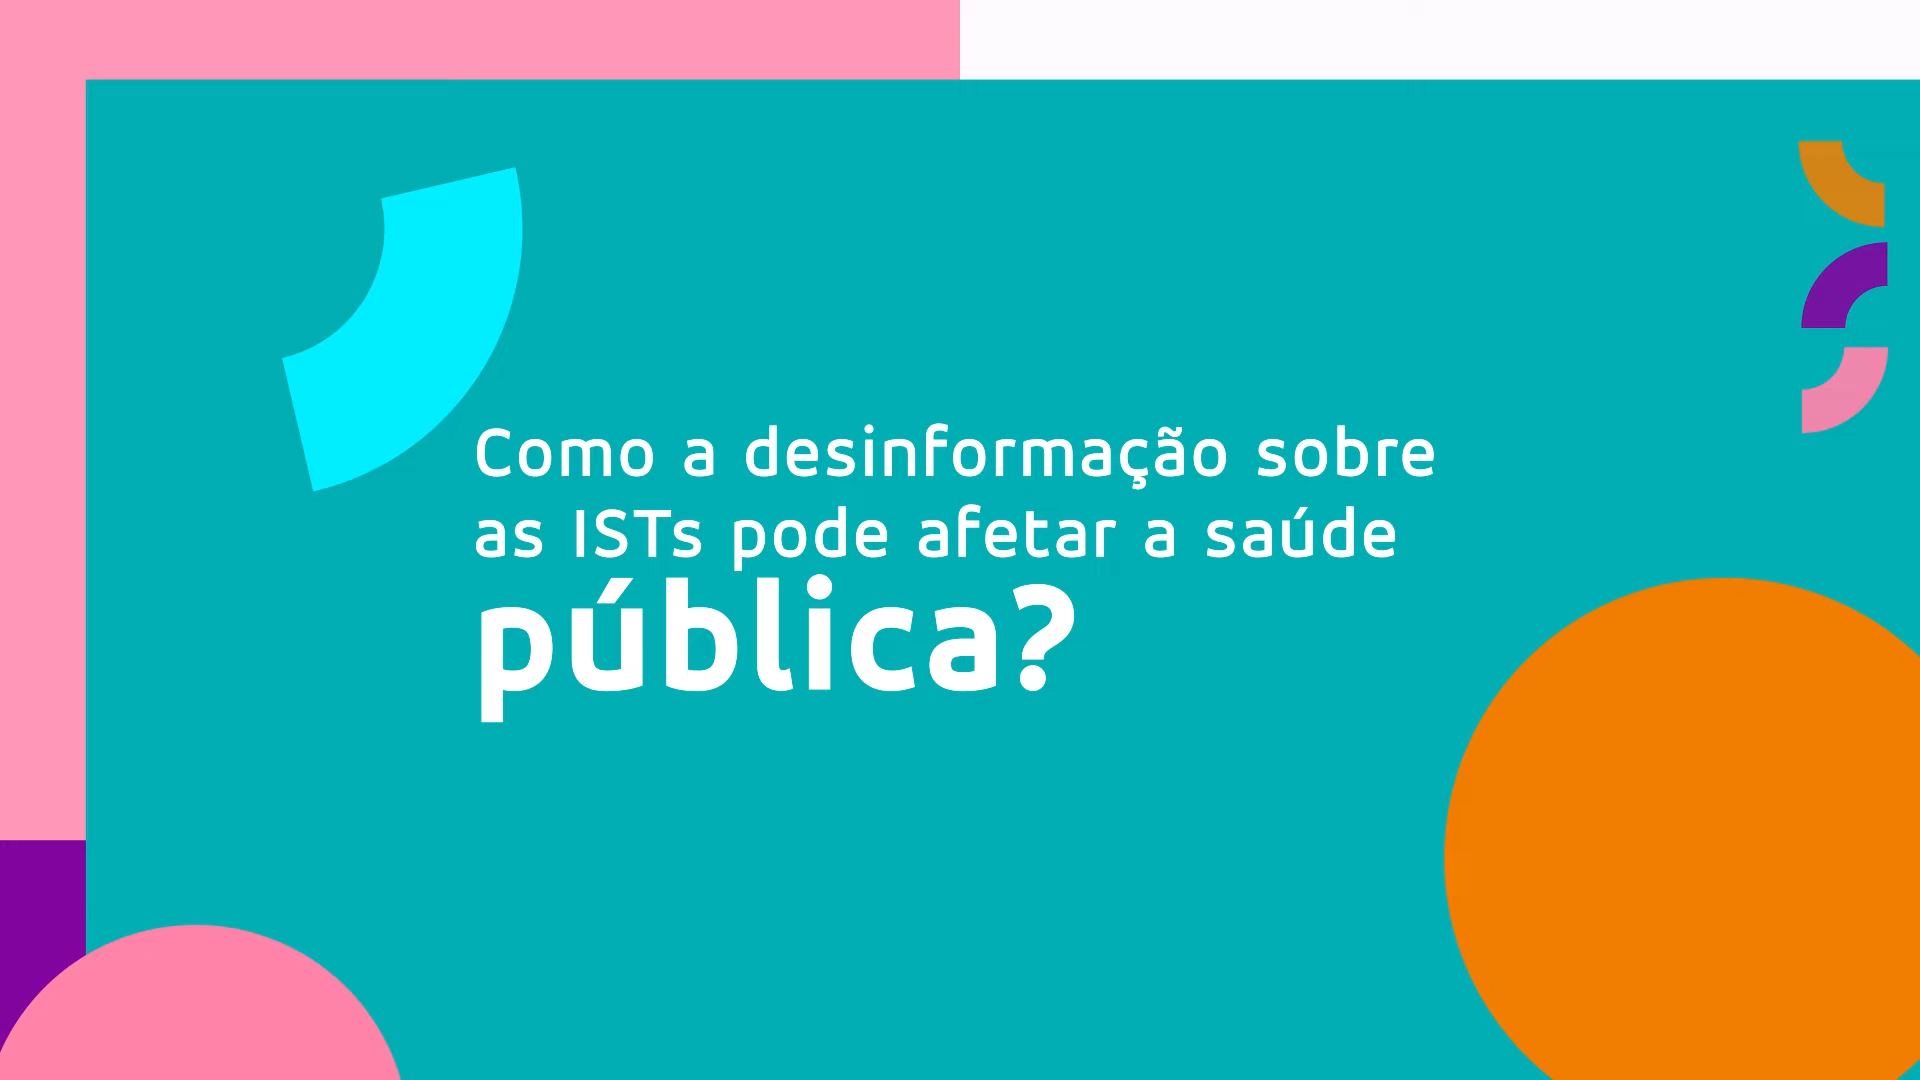 Como a desinformação sobre
as ISTs pode afetar a saúde
pública?